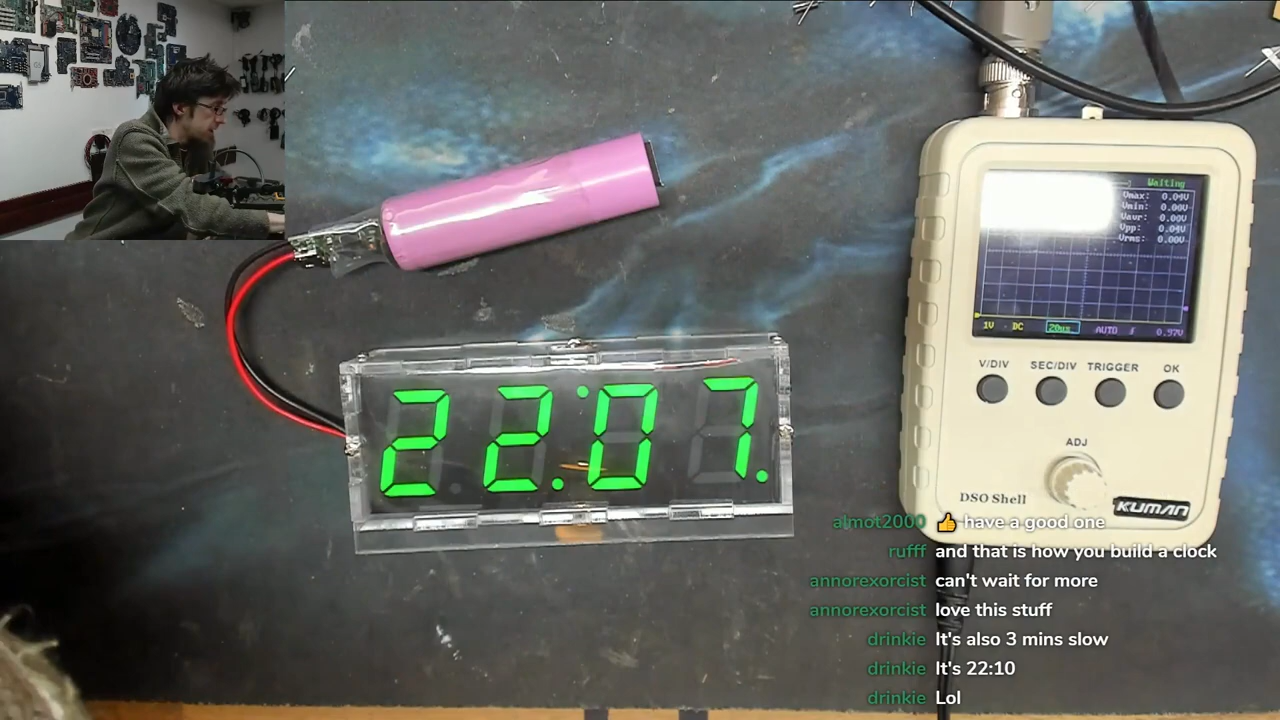 Waiting
Vmax: 0.04V
Vmin: 0.00V
Vavr: 0.00V
Vpp: 0.04V
Vrms: 0.00V
1V DC 20us AUTO 0.97V
V/DIV SEC/DIV TRIGGER OK
ADJ
DSO Shell
KUMAN
22:07.
almot2000 👍 have a good one
rufff and that is how you build a clock
annorexorcist can't wait for more
annorexorcist love this stuff
drinkie It's also 3 mins slow
drinkie It's 22:10
drinkie Lol